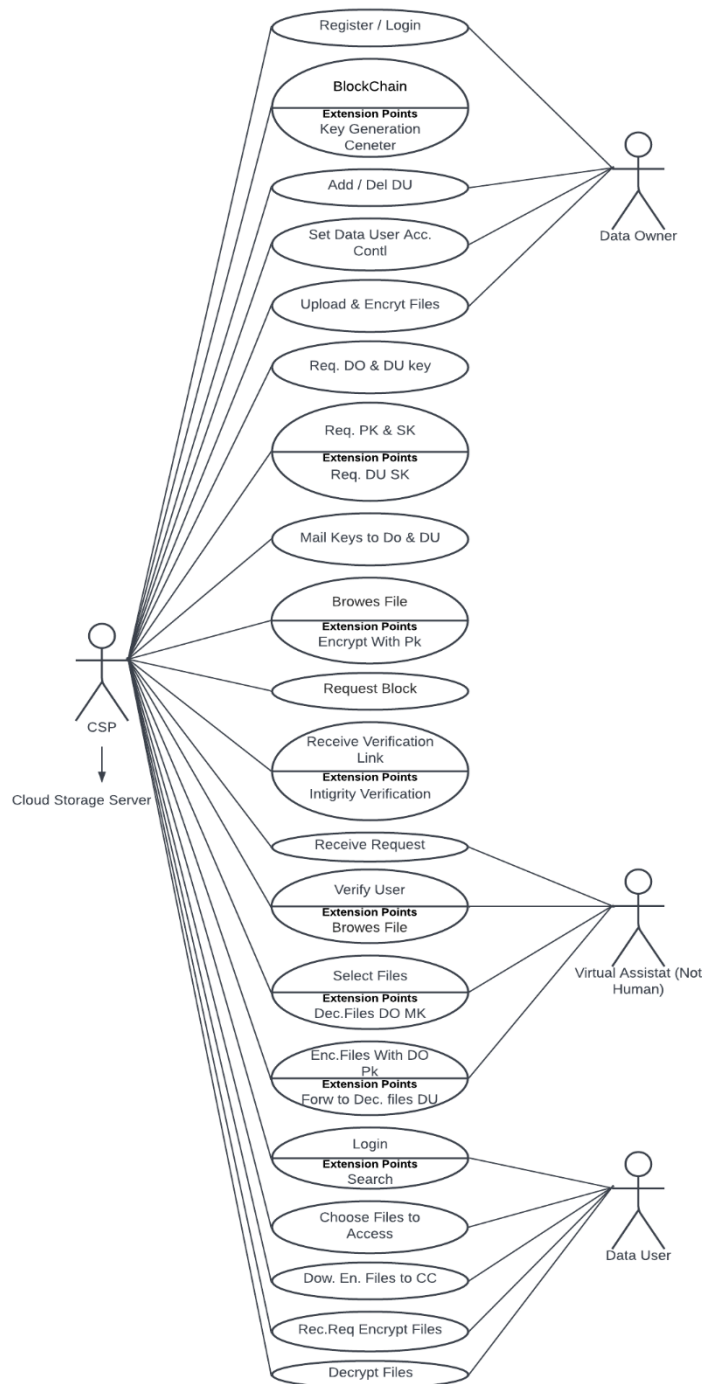 Register / Login
BlockChain
Extension Points
Key Generation
Ceneter
Add / Del DU
Data Owner
Set Data User Acc.
Contl
Upload & Encryt Files
Req. DO & DU key
Req. PK & SK
Extension Points
Req. DU SK
Mail Keys to Do & DU
Browes File
Extension Points
Encrypt With Pk
Request Block
CSP
Receive Verification
Link
Extension Points
Intigrity Verification
Cloud Storage Server
Receive Request
Verify User
Extension Points
Browes File
Virtual Assistat (Not
Human)
Select Files
Extension Points
Dec.Files DO MK
Enc.Files With DO
Pk
Extension Points
Forw to Dec. files DU
Login
Extension Points
Search
Choose Files to
Access
Data User
Dow. En. Files to CC
Rec.Req Encrypt Files
Decrypt Files